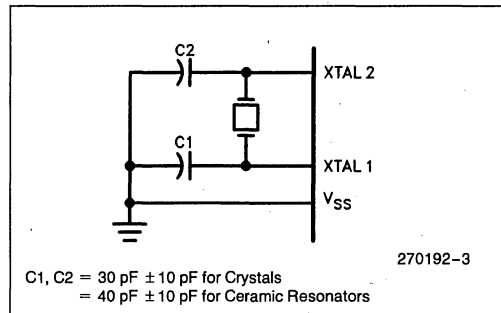 C2
XTAL 2
C1
XTAL 1
VSS
270192-3
C1, C2 = 30 pF ±10 pF for Crystals
= 40 pF ±10 pF for Ceramic Resonators